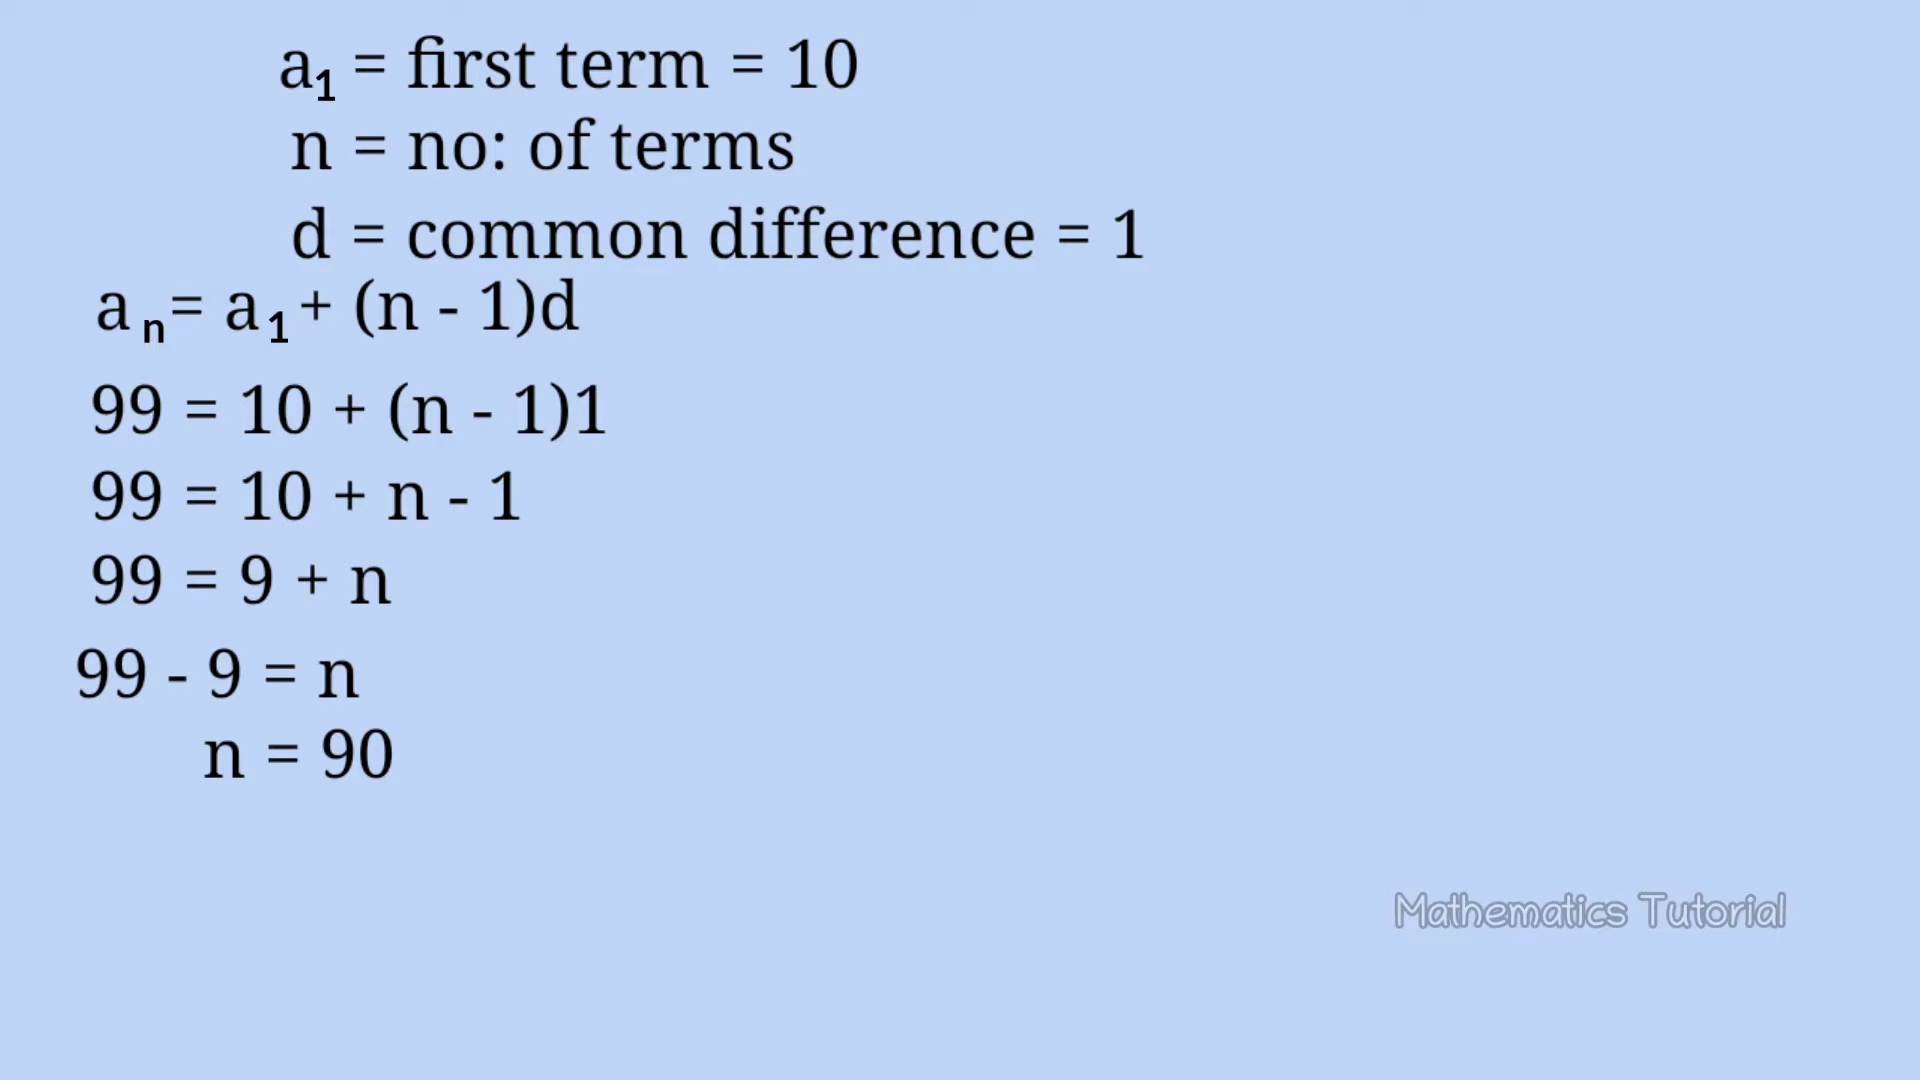 a₁ = first term = 10
n = no: of terms
d = common difference = 1
aₙ = a₁ + (n - 1)d
99 = 10 + (n - 1)1
99 = 10 + n - 1
99 = 9 + n
99 - 9 = n
n = 90
Mathematics Tutorial